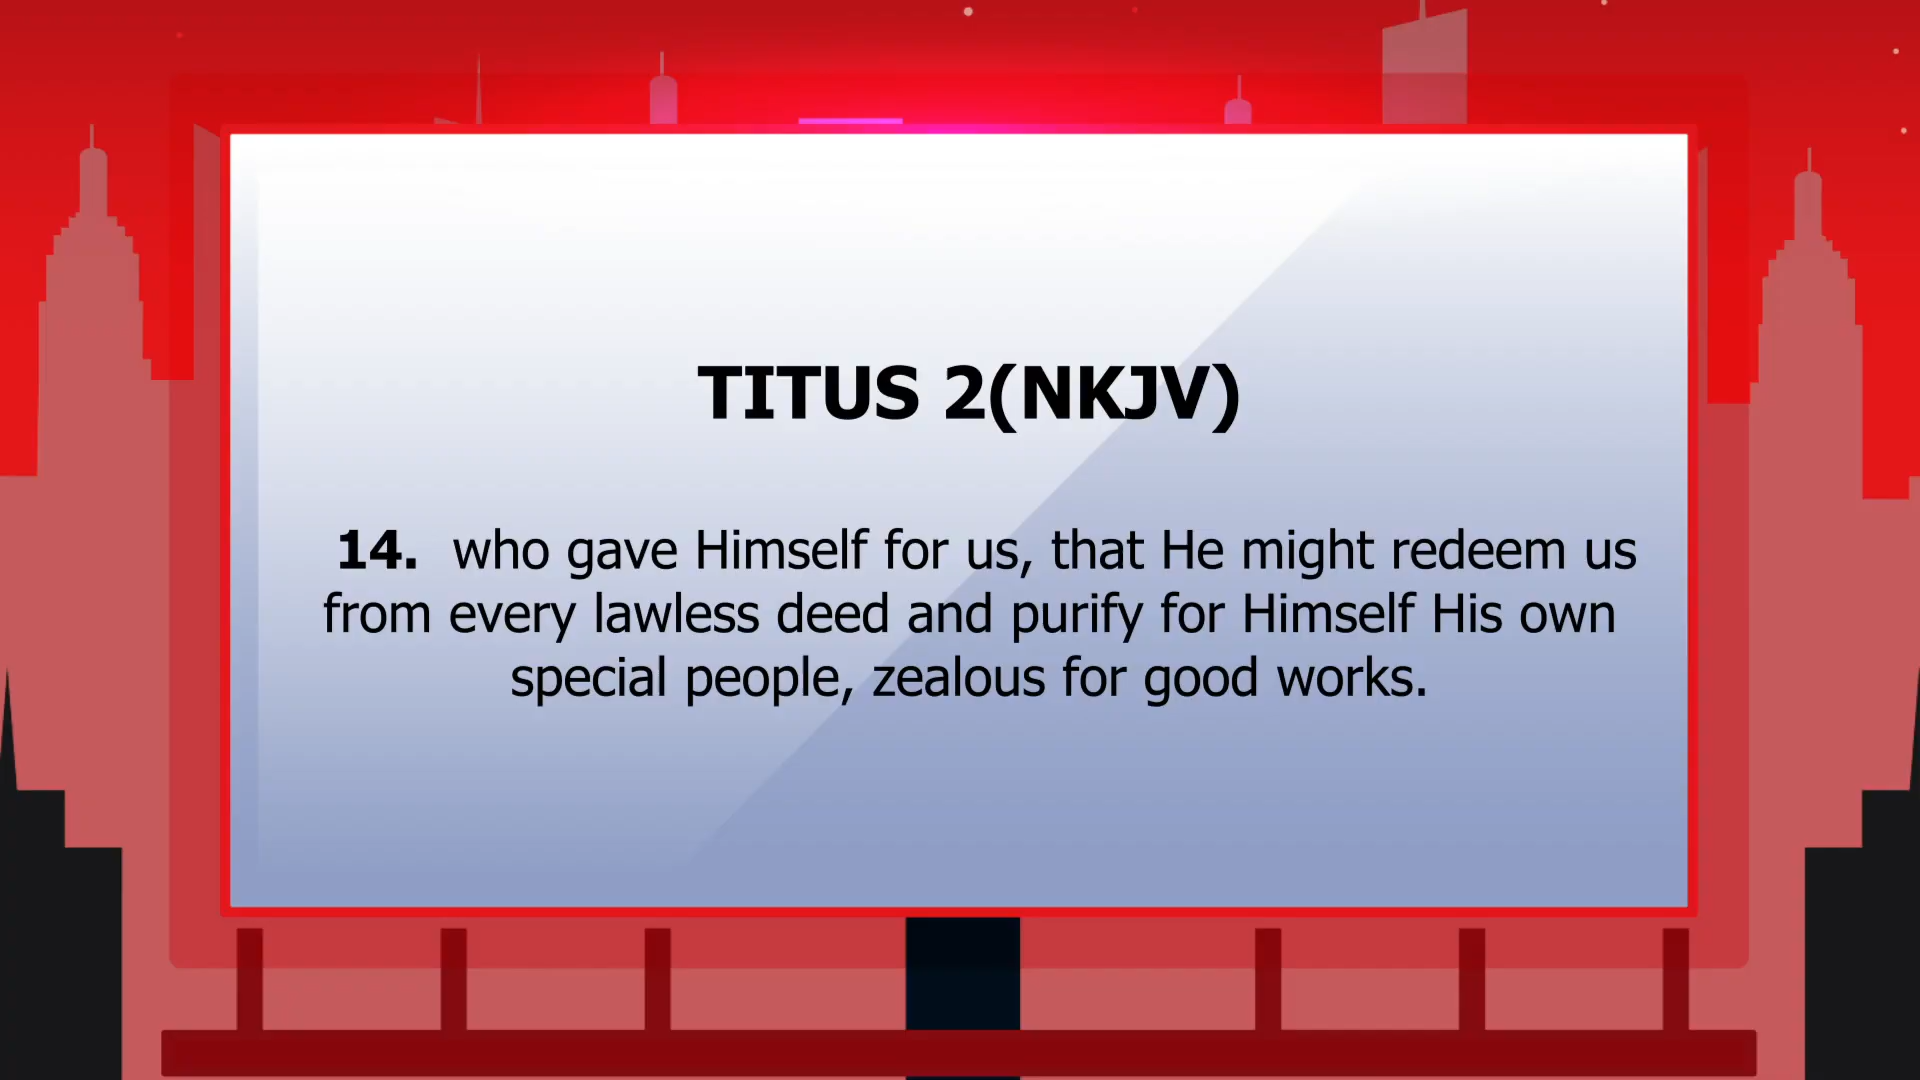 TITUS 2(NKJV)
14. who gave Himself for us, that He might redeem us
from every lawless deed and purify for Himself His own
special people, zealous for good works.